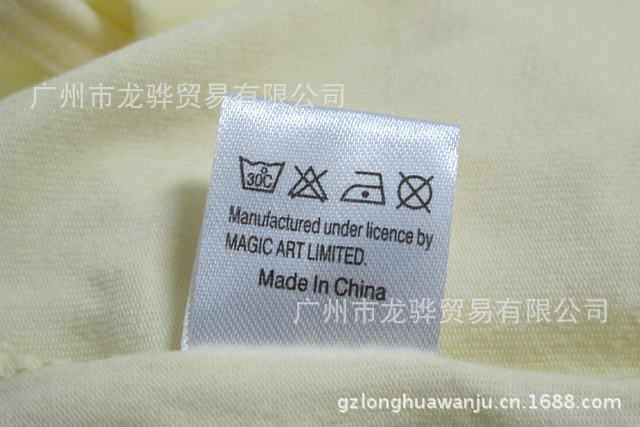 广州市龙骅贸易有限公司
30C
Manufactured under licence by
MAGIC ART LIMITED.
Made In China
广州市龙骅贸易有限公司
gzlonghuawanju.cn.1688.com